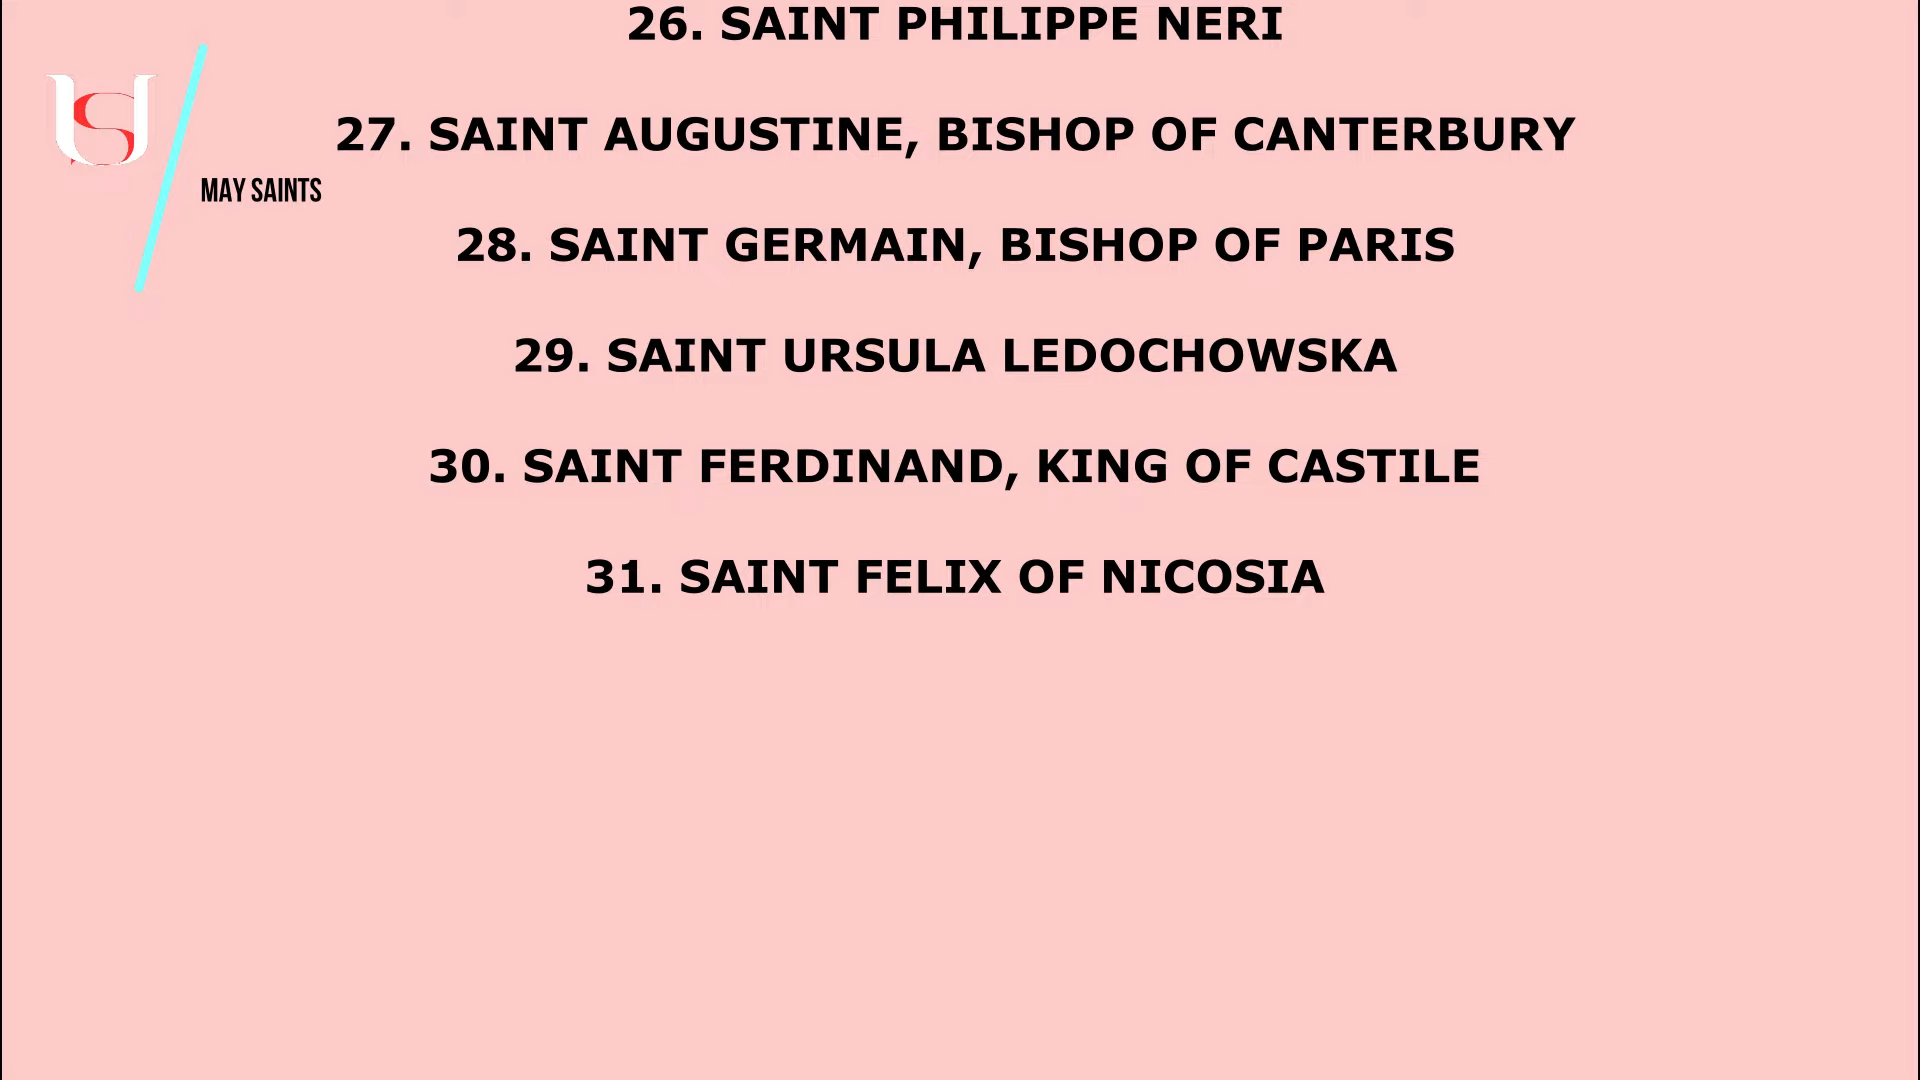 26. SAINT PHILIPPE NERI
US
27. SAINT AUGUSTINE, BISHOP OF CANTERBURY
MAY SAINTS
28. SAINT GERMAIN, BISHOP OF PARIS
29. SAINT URSULA LEDOCHOWSKA
30. SAINT FERDINAND, KING OF CASTILE
31. SAINT FELIX OF NICOSIA